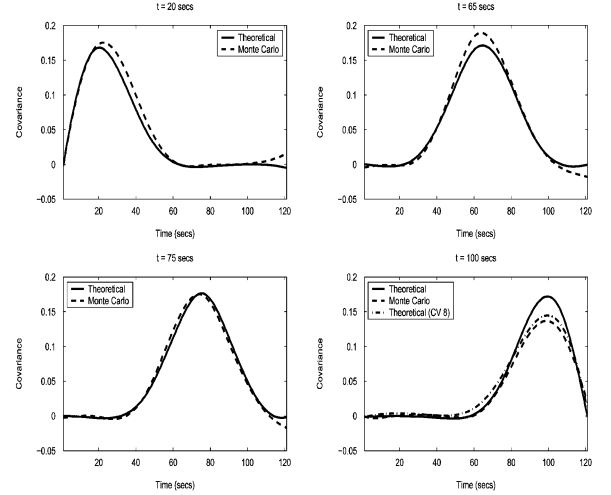 t = 20 secs
t = 65 secs
0.2
0.15
0.1
0.05
0
−0.05
Covariance
Theoretical
Monte Carlo
20 40 60 80 100 120
Time (secs)
0.2
0.15
0.1
0.05
0
−0.05
Covariance
Theoretical
Monte Carlo
20 40 60 80 100 120
Time (secs)
t = 75 secs
t = 100 secs
0.2
0.15
0.1
0.05
0
−0.05
Covariance
Theoretical
Monte Carlo
20 40 60 80 100 120
Time (secs)
0.2
0.15
0.1
0.05
0
−0.05
Covariance
Theoretical
Monte Carlo
Theoretical (CV 8)
20 40 60 80 100 120
Time (secs)